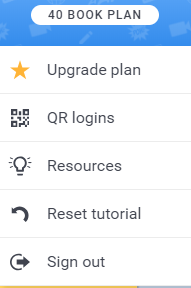 40 BOOK PLAN
Upgrade plan
QR logins
Resources
Reset tutorial
Sign out